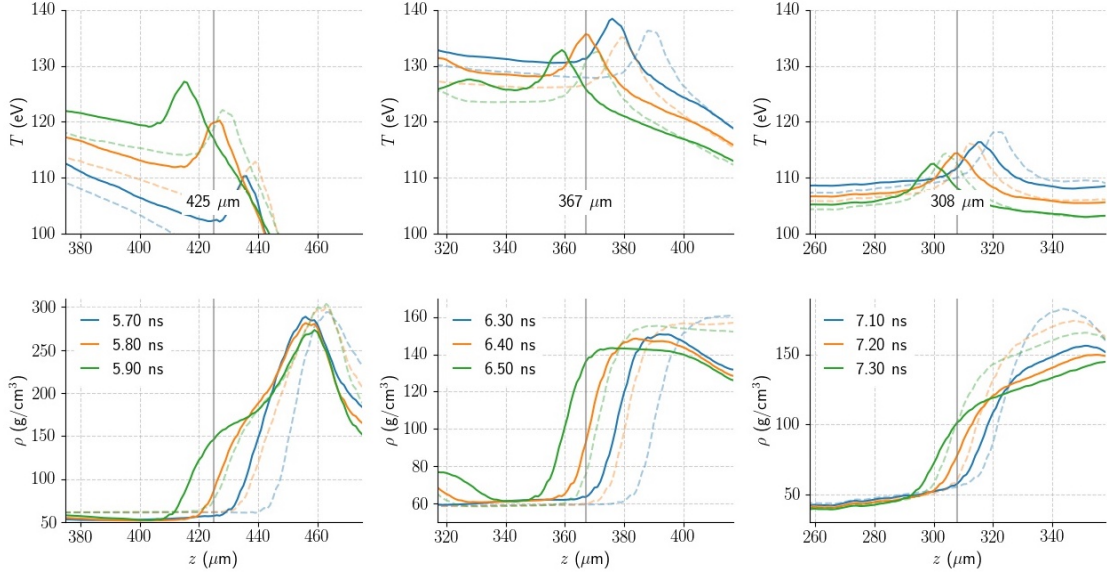 140
130
120
110
100
T (eV)
380 400 420 440 460
425 μm
140
130
120
110
100
T (eV)
320 340 360 380 400
367 μm
140
130
120
110
100
T (eV)
260 280 300 320 340
308 μm
300
250
200
150
100
50
ρ (g/cm³)
5.70 ns
5.80 ns
5.90 ns
380 400 420 440 460
z (μm)
160
140
120
100
80
60
ρ (g/cm³)
6.30 ns
6.40 ns
6.50 ns
320 340 360 380 400
z (μm)
150
100
50
ρ (g/cm³)
7.10 ns
7.20 ns
7.30 ns
260 280 300 320 340
z (μm)